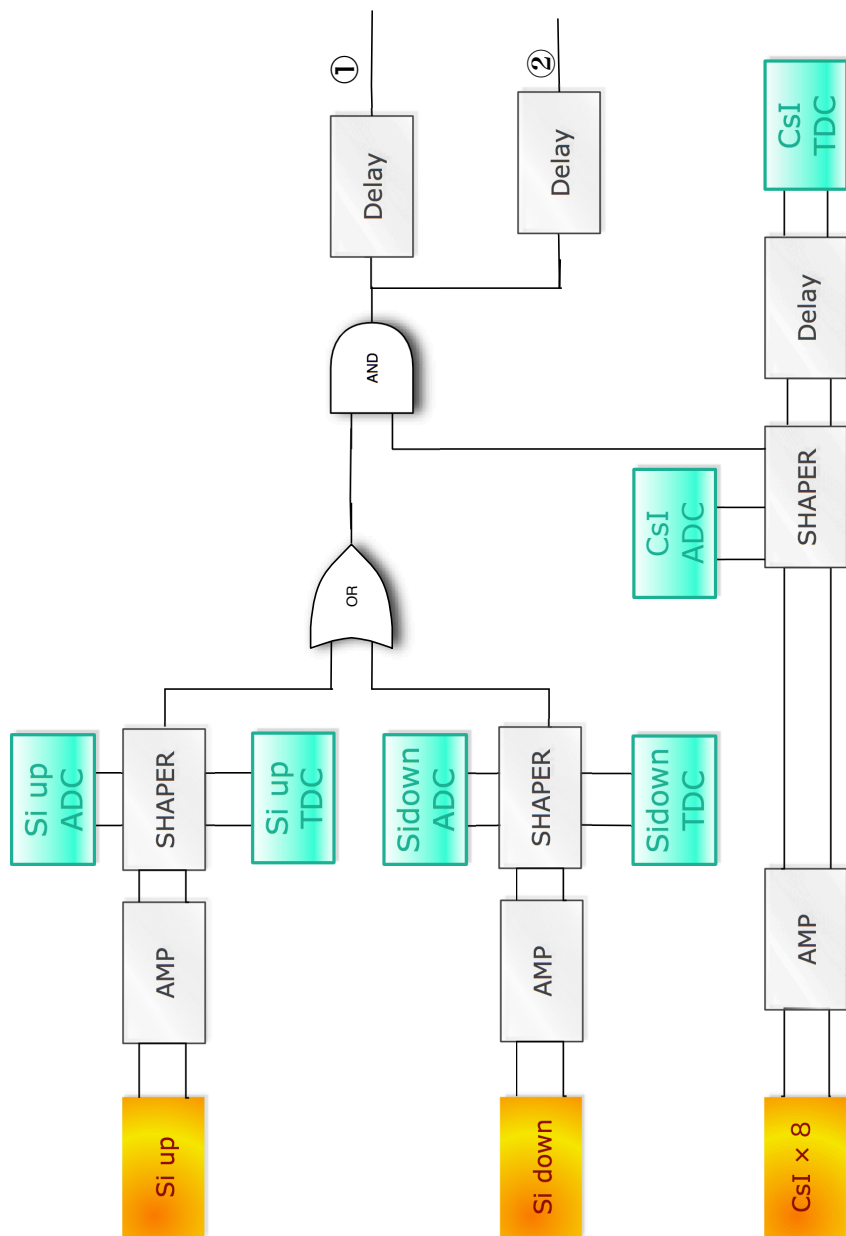 Si up
AMP
SHAPER
Si up
ADC
Si up
TDC
Si down
AMP
SHAPER
Sidown
ADC
Sidown
TDC
CsI × 8
AMP
SHAPER
CsI
ADC
Delay
CsI
TDC
OR
AND
Delay
①
Delay
②